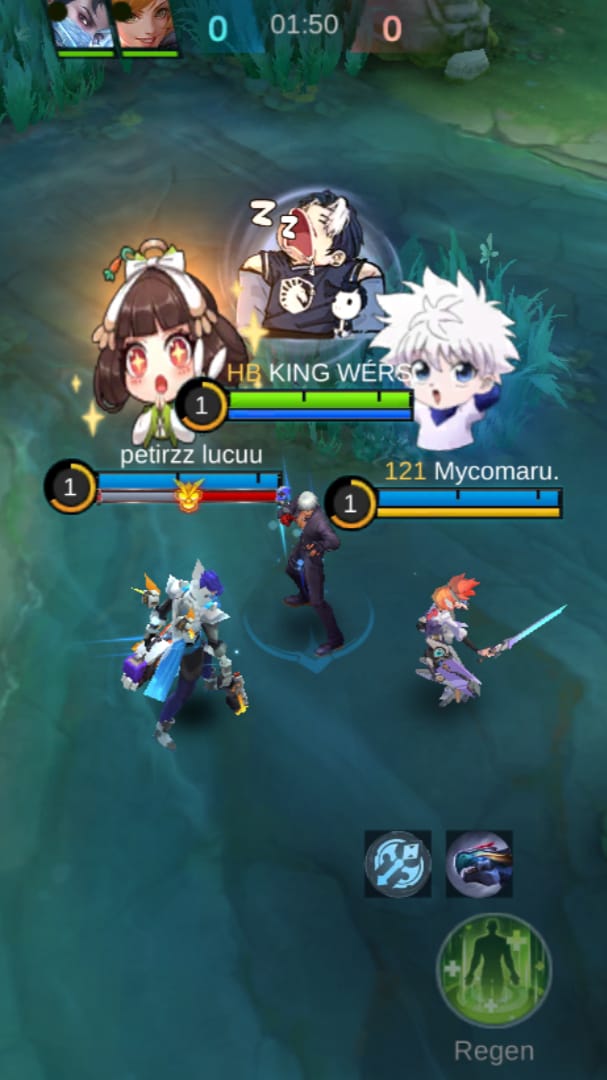 0 01:50 0
Z
Z
HB KING WÉRS
1
petirzz lucuu
1
121 Mycomaru.
1
Regen